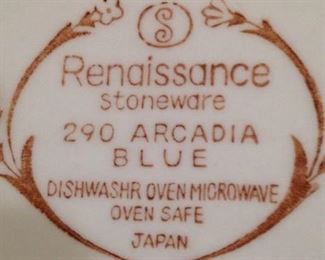 S
Renaissance
stoneware
290 ARCADIA
BLUE
DISHWASHR OVEN MICROWAVE
OVEN SAFE
JAPAN